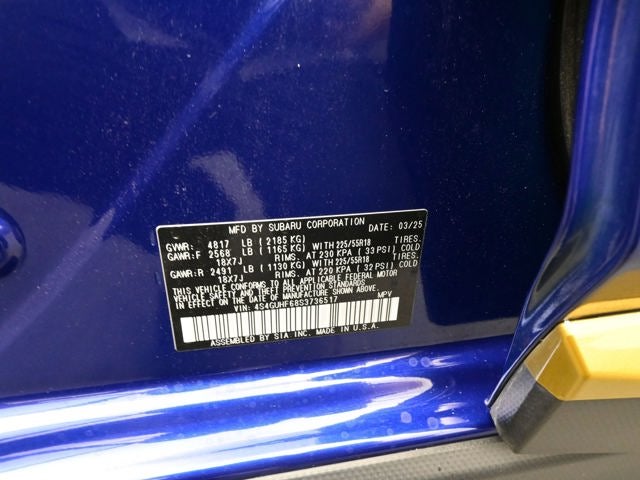 MFD BY SUBARU CORPORATION DATE: 03/25
GVWR: 4817 LB (2185 KG)
GAWR:F 2568 LB (1165 KG) WITH 225/55R18 TIRES.
18X7J RIMS. AT 230 KPA (33 PSI) COLD
GAWR:R 2491 LB (1130 KG) WITH 225/55R18 TIRES.
18X7J RIMS. AT 220 KPA (32 PSI) COLD
THIS VEHICLE CONFORMS TO ALL APPLICABLE FEDERAL MOTOR
VEHICLE SAFETY AND THEFT PREVENTION STANDARDS
IN EFFECT ON THE DATE OF MANUFACTURE SHOWN ABOVE.
VIN: 4S4GUHF68S3736517 MPV
ASSEMBLED BY SIA INC. MADE IN U.S.A.